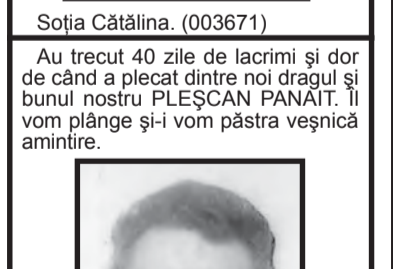 Soția Cătălina. (003671)
Au trecut 40 zile de lacrimi şi dor
de când a plecat dintre noi dragul şi
bunul nostru PLEŞCAN PANAIT. Îl
vom plânge şi-i vom păstra veşnică
amintire.